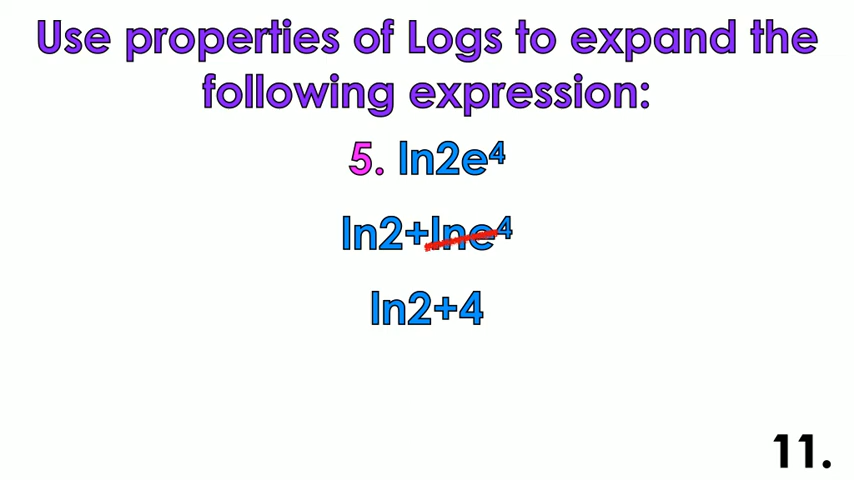 Use properties of Logs to expand the
following expression:
5. ln2e⁴
ln2+lne⁴
ln2+4
11.